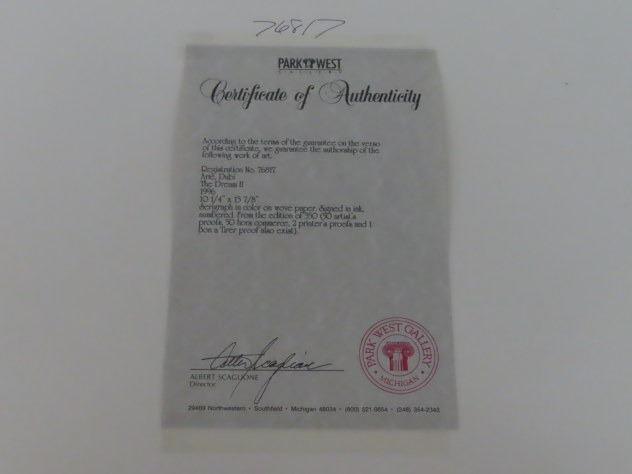 76817
PARK WEST
GALLERY
Certificate of Authenticity
According to the terms of the guarantee on the verso
of this certificate, we guarantee the authorship of the
following work of art.
Registration No. 76817
Arié, Dubi
The Dream II
1996
10 1/4" x 13 7/8"
Serigraph in color on wove paper. Signed in ink,
numbered. From the edition of 350 (50 artist's
proofs, 50 hors commerce, 2 printer's proofs and 1
Bon a Tirer proof also exist).
ALBERT SCAGLIONE
Director
PARK WEST GALLERY
• MICHIGAN •
29469 Northwestern • Southfield • Michigan 48034 • (800) 521-9654 • (248) 354-2343